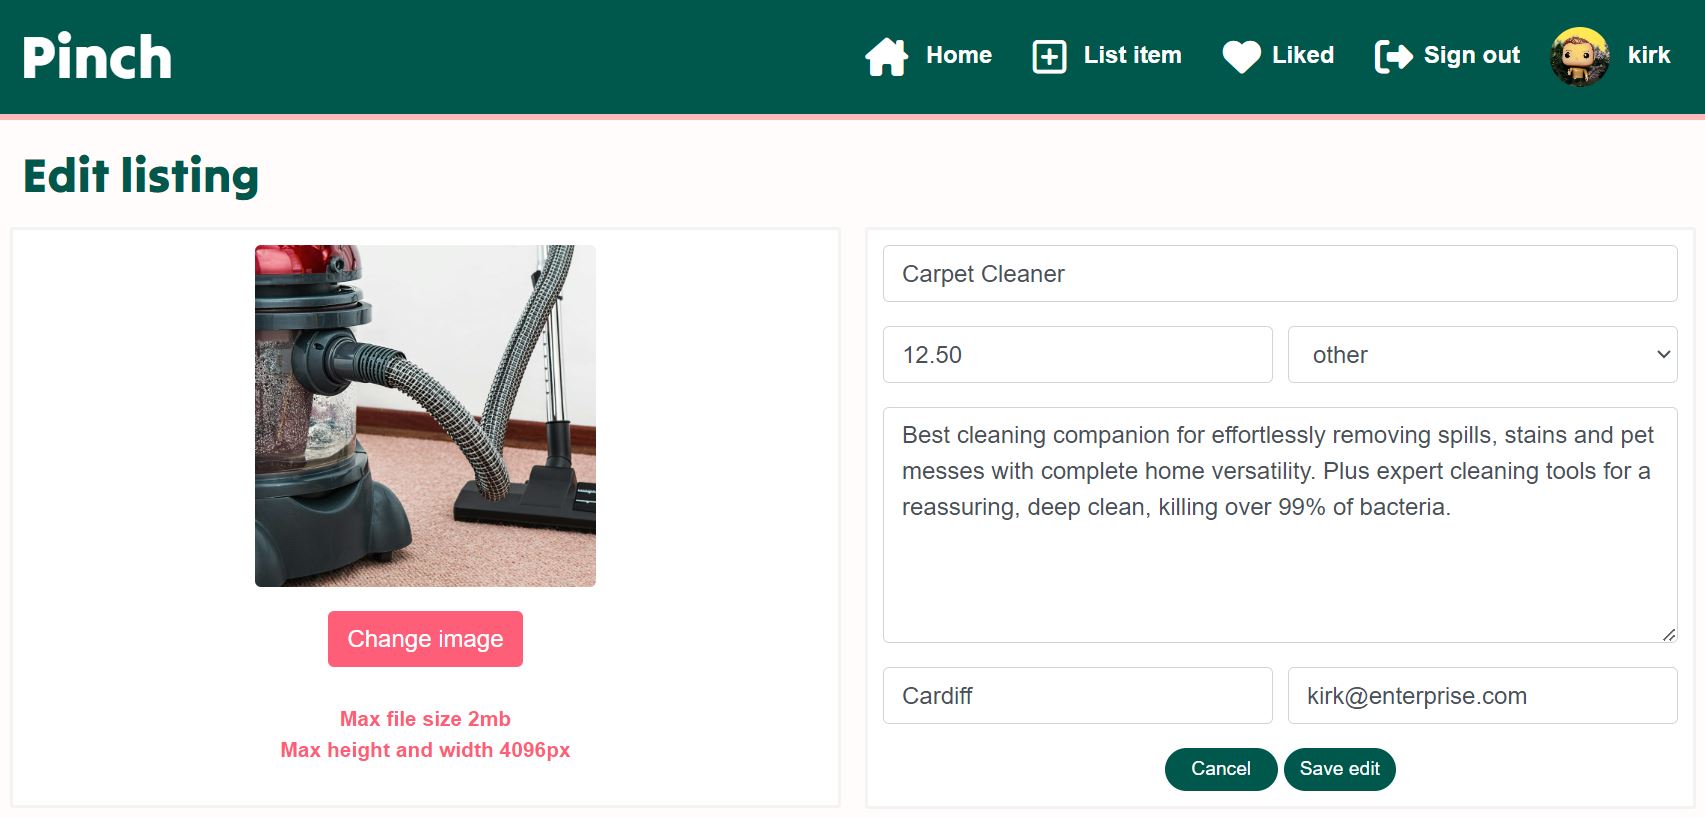 Pinch
Home
List item
Liked
Sign out
kirk
Edit listing
Change image
Max file size 2mb
Max height and width 4096px
Carpet Cleaner
12.50
other
Best cleaning companion for effortlessly removing spills, stains and pet
messes with complete home versatility. Plus expert cleaning tools for a
reassuring, deep clean, killing over 99% of bacteria.
Cardiff
kirk@enterprise.com
Cancel
Save edit